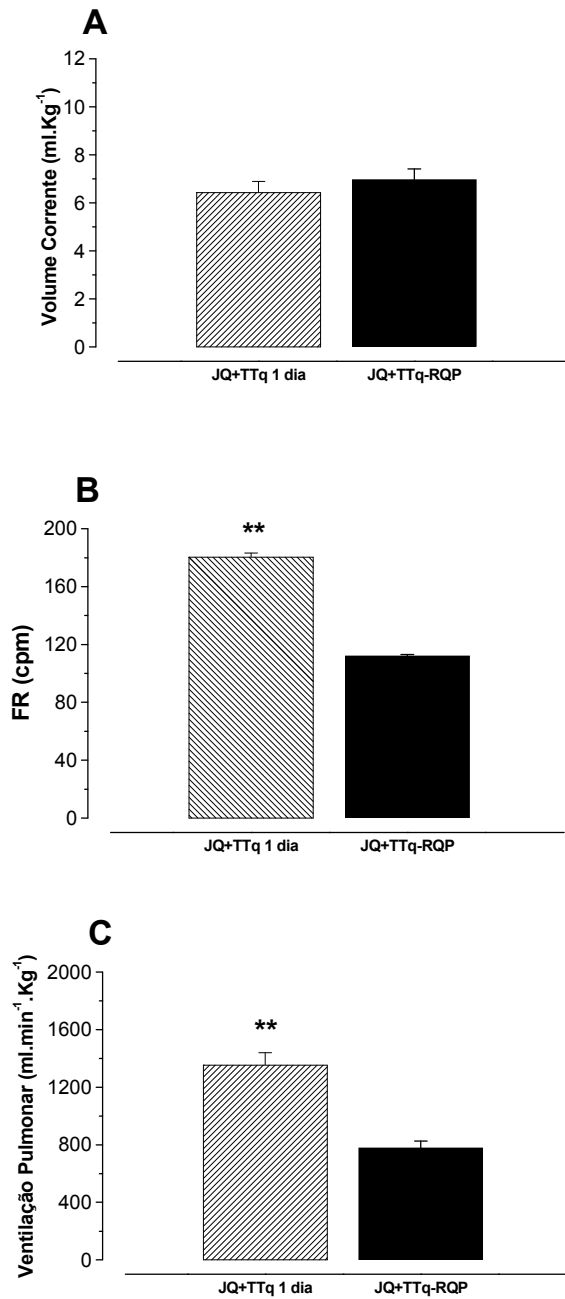 A
Volume Corrente (ml.Kg⁻¹)
12
10
8
6
4
2
0
JQ+TTq 1 dia JQ+TTq-RQP
B
FR (cpm)
200
160
120
80
40
0
**
JQ+TTq 1 dia JQ+TTq-RQP
C
Ventilação Pulmonar (ml.min⁻¹.Kg⁻¹)
2000
1600
1200
800
400
0
**
JQ+TTq 1 dia JQ+TTq-RQP